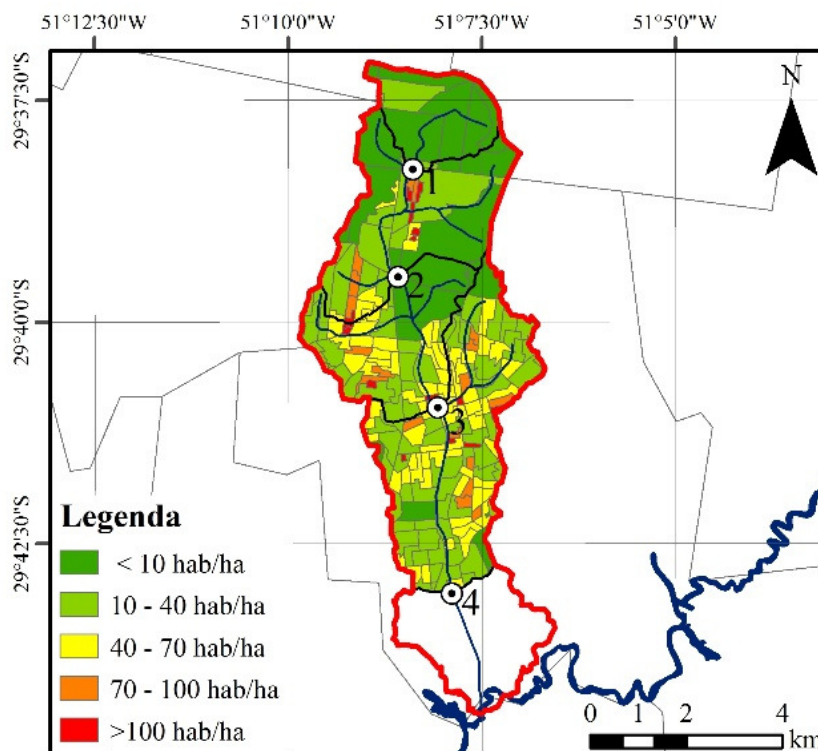 51°12'30"W 51°10'0"W 51°7'30"W 51°5'0"W
29°37'30"S
29°40'0"S
29°42'30"S
N
1
2
3
4
Legenda
< 10 hab/ha
10 - 40 hab/ha
40 - 70 hab/ha
70 - 100 hab/ha
>100 hab/ha
0 1 2 4
km